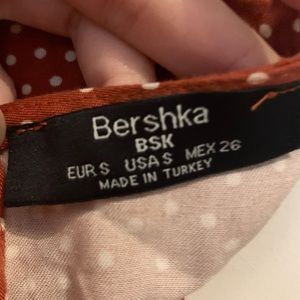 Bershka
BSK
EUR S USA S MEX 26
MADE IN TURKEY